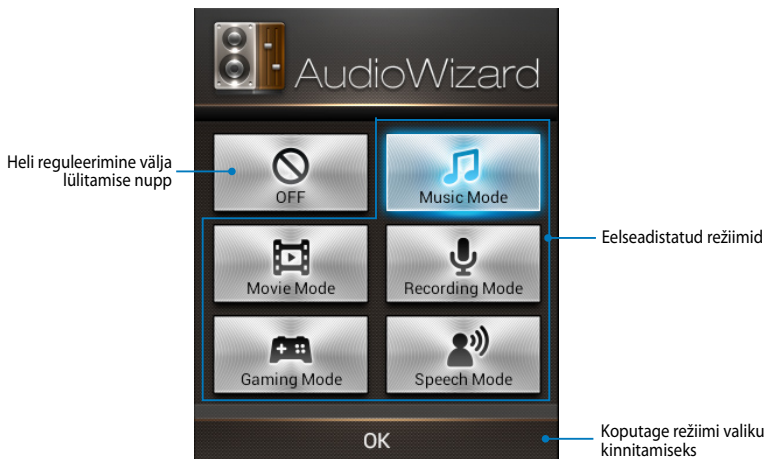 AudioWizard
Heli reguleerimine välja
lülitamise nupp
OFF
Music Mode
Eelseadistatud režiimid
Movie Mode
Recording Mode
Gaming Mode
Speech Mode
OK
Koputage režiimi valiku
kinnitamiseks